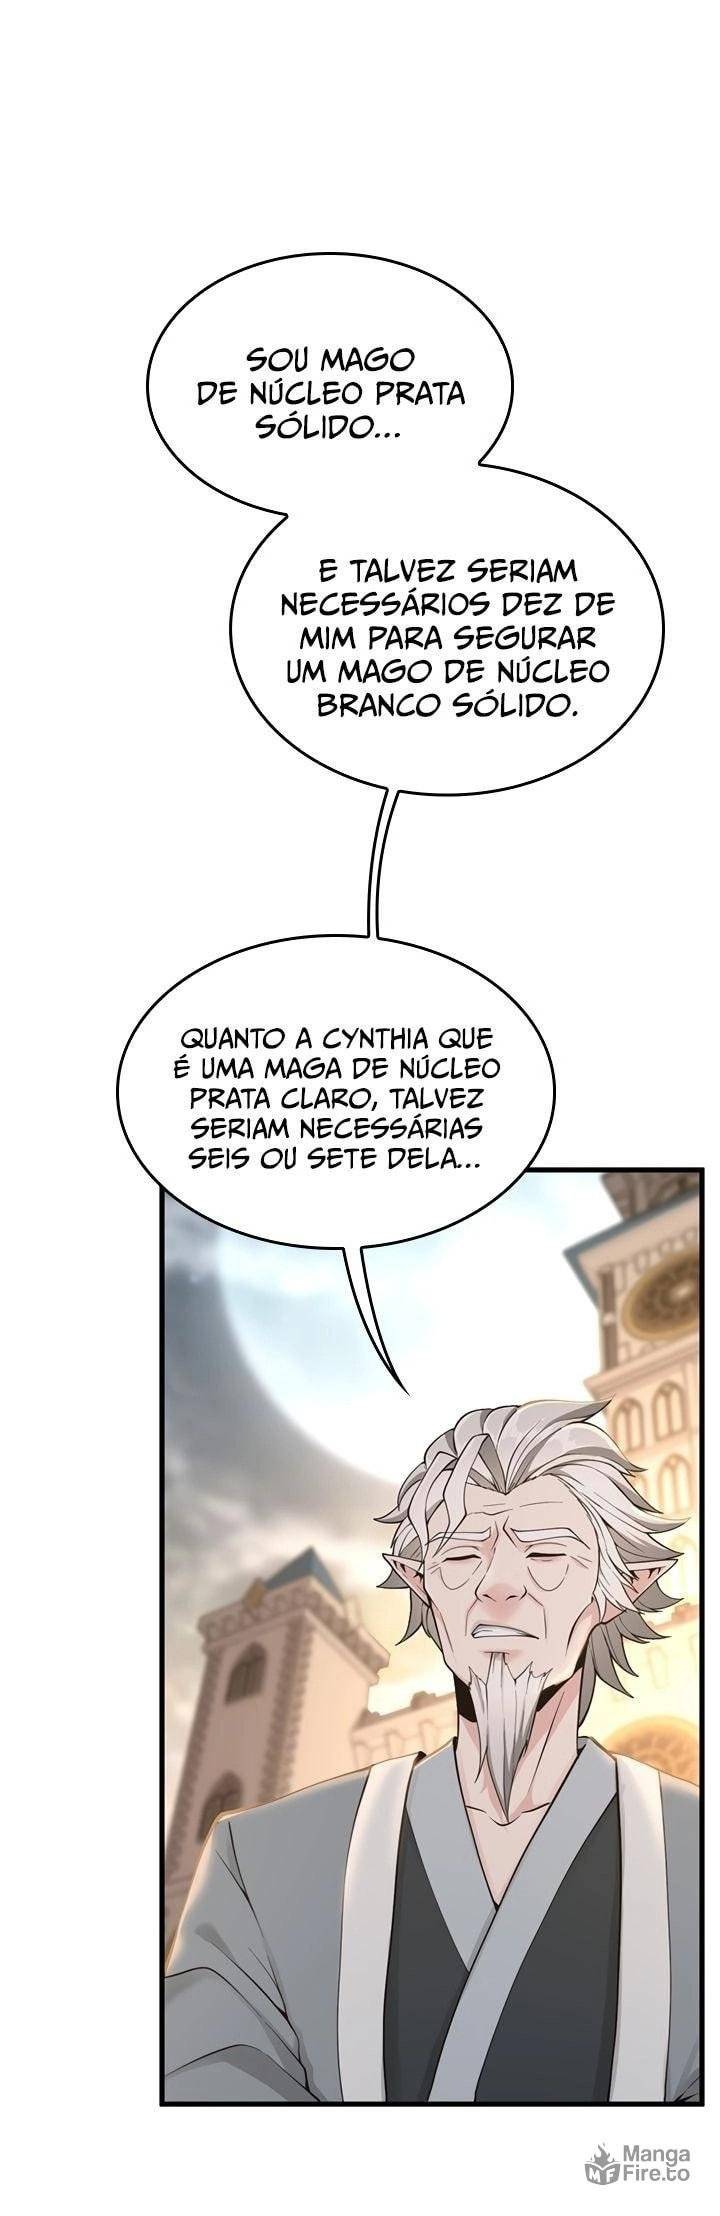 SOU MAGO
DE NÚCLEO PRATA
SÓLIDO...
E TALVEZ SERIAM
NECESSÁRIOS DEZ DE
MIM PARA SEGURAR
UM MAGO DE NÚCLEO
BRANCO SÓLIDO.
QUANTO A CYNTHIA QUE
É UMA MAGA DE NÚCLEO
PRATA CLARO, TALVEZ
SERIAM NECESSÁRIAS
SEIS OU SETE DELA...
Manga
MF Fire.to